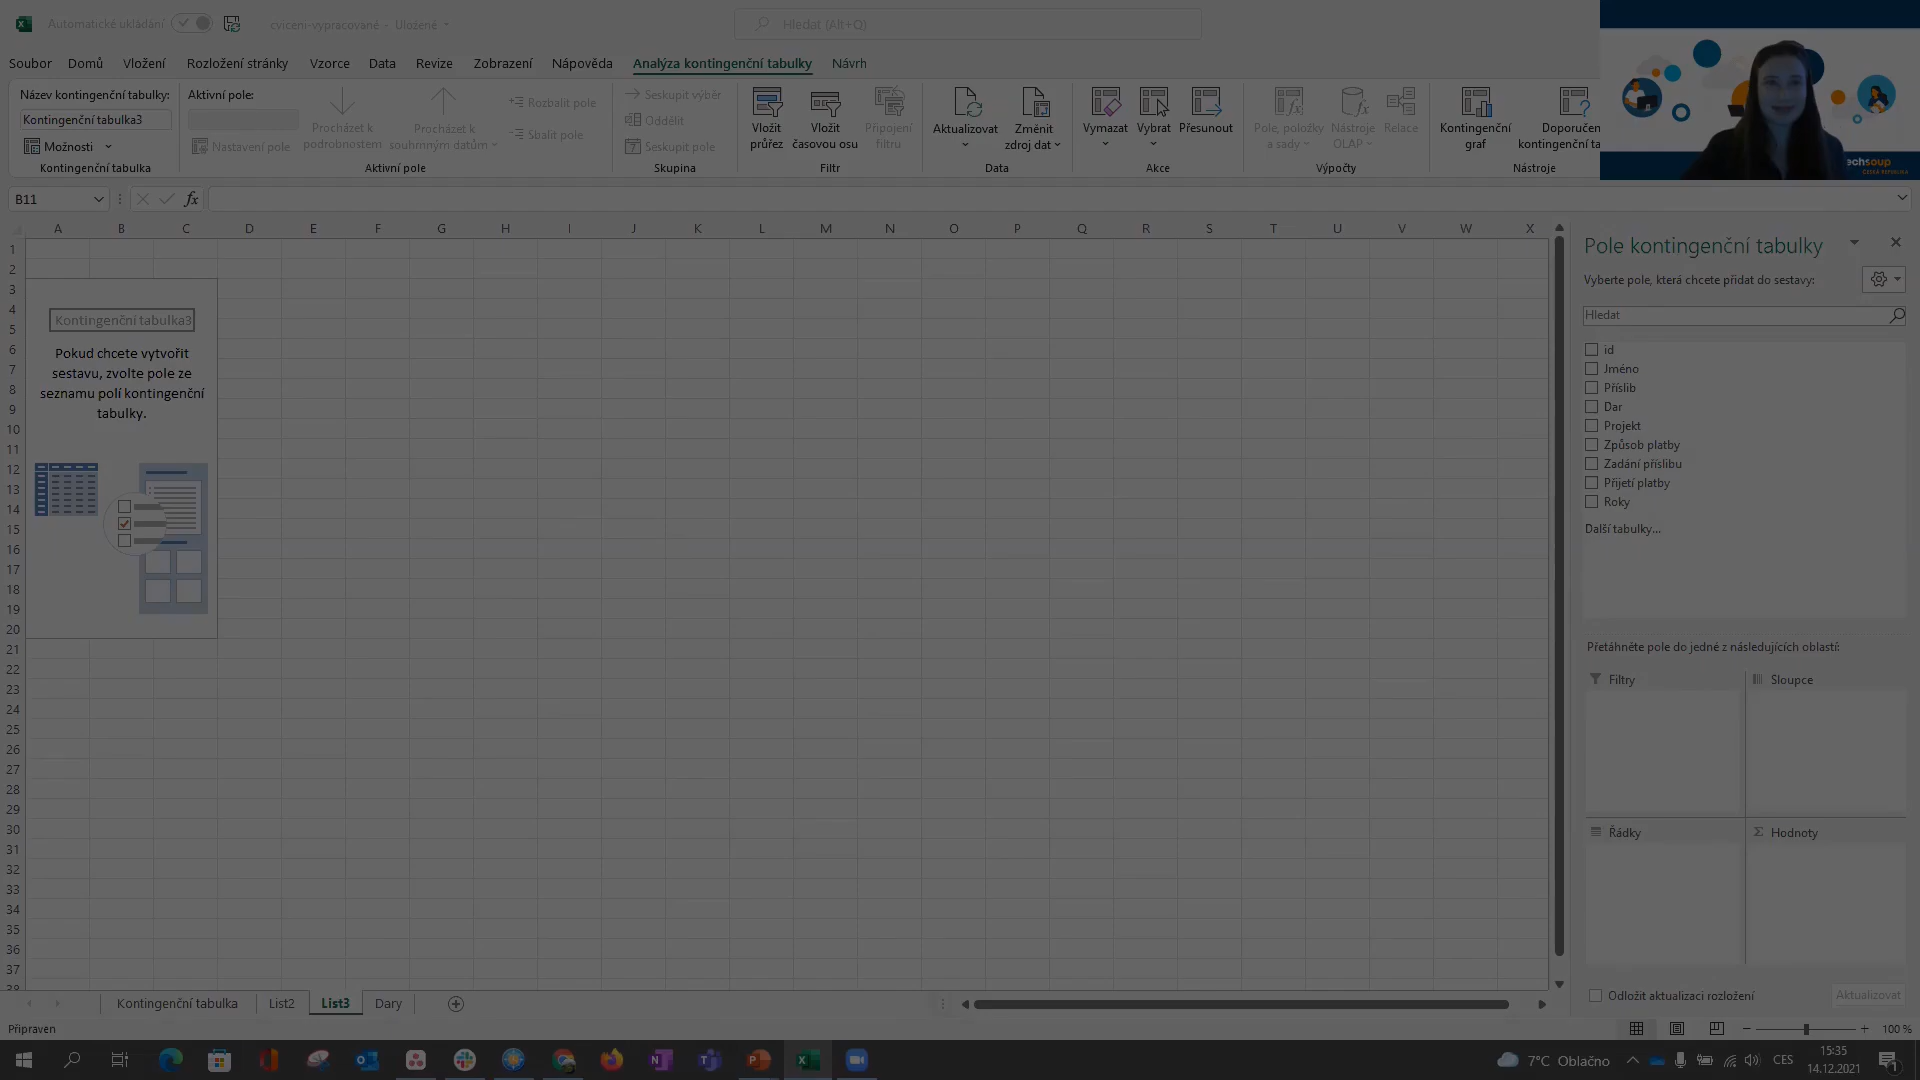 Automatické ukládání
cviceni-vypracované - Uložené
Hledat (Alt+Q)
Soubor Domů Vložení Rozložení stránky Vzorce Data Revize Zobrazení Nápověda Analýza kontingenční tabulky Návrh
Název kontingenční tabulky:
Kontingenční tabulka3
Možnosti
Kontingenční tabulka
Aktivní pole:
Nastavení pole
Procházet k
podrobnostem
Procházet k
souhrnným datům
Rozbalit pole
Sbalit pole
Aktivní pole
Seskupit výběr
Oddělit
Seskupit pole
Skupina
Vložit
průřez
Vložit
časovou osu
Připojení
filtru
Filtr
Aktualizovat
Změnit
zdroj dat
Data
Vymazat
Vybrat
Přesunout
Akce
Pole, položky
a sady
Nástroje
OLAP
Relace
Výpočty
Kontingenční
graf
Doporučen
kontingenční ta
Nástroje
echsoup
ČESKÁ REPUBLIKA
B11
fx
A B C D E F G H I J K L M N O P Q R S T U V W X
1
2
3
4
5
6
7
8
9
10
11
12
13
14
15
16
17
18
19
20
21
22
23
24
25
26
27
28
29
30
31
32
33
34
35
36
37
38
Kontingenční tabulka3
Pokud chcete vytvořit
sestavu, zvolte pole ze
seznamu polí kontingenční
tabulky.
Pole kontingenční tabulky
Vyberte pole, která chcete přidat do sestavy:
Hledat
id
Jméno
Příslib
Dar
Projekt
Způsob platby
Zadání příslibu
Přijetí platby
Roky
Další tabulky...
Přetáhněte pole do jedné z následujících oblastí:
Filtry
Sloupce
Řádky
Hodnoty
Odložit aktualizaci rozložení
Aktualizovat
Kontingenční tabulka List2 List3 Dary
Připraven
100 %
7°C Oblačno
CES
15:35
14.12.2021
1